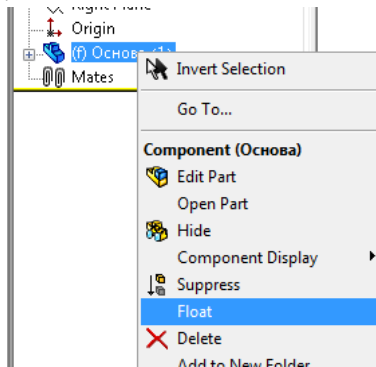 Right Plane
Origin
(f) Основа (1)
Mates
Invert Selection
Go To...
Component (Основа)
Edit Part
Open Part
Hide
Component Display
Suppress
Float
Delete
Add to New Folder